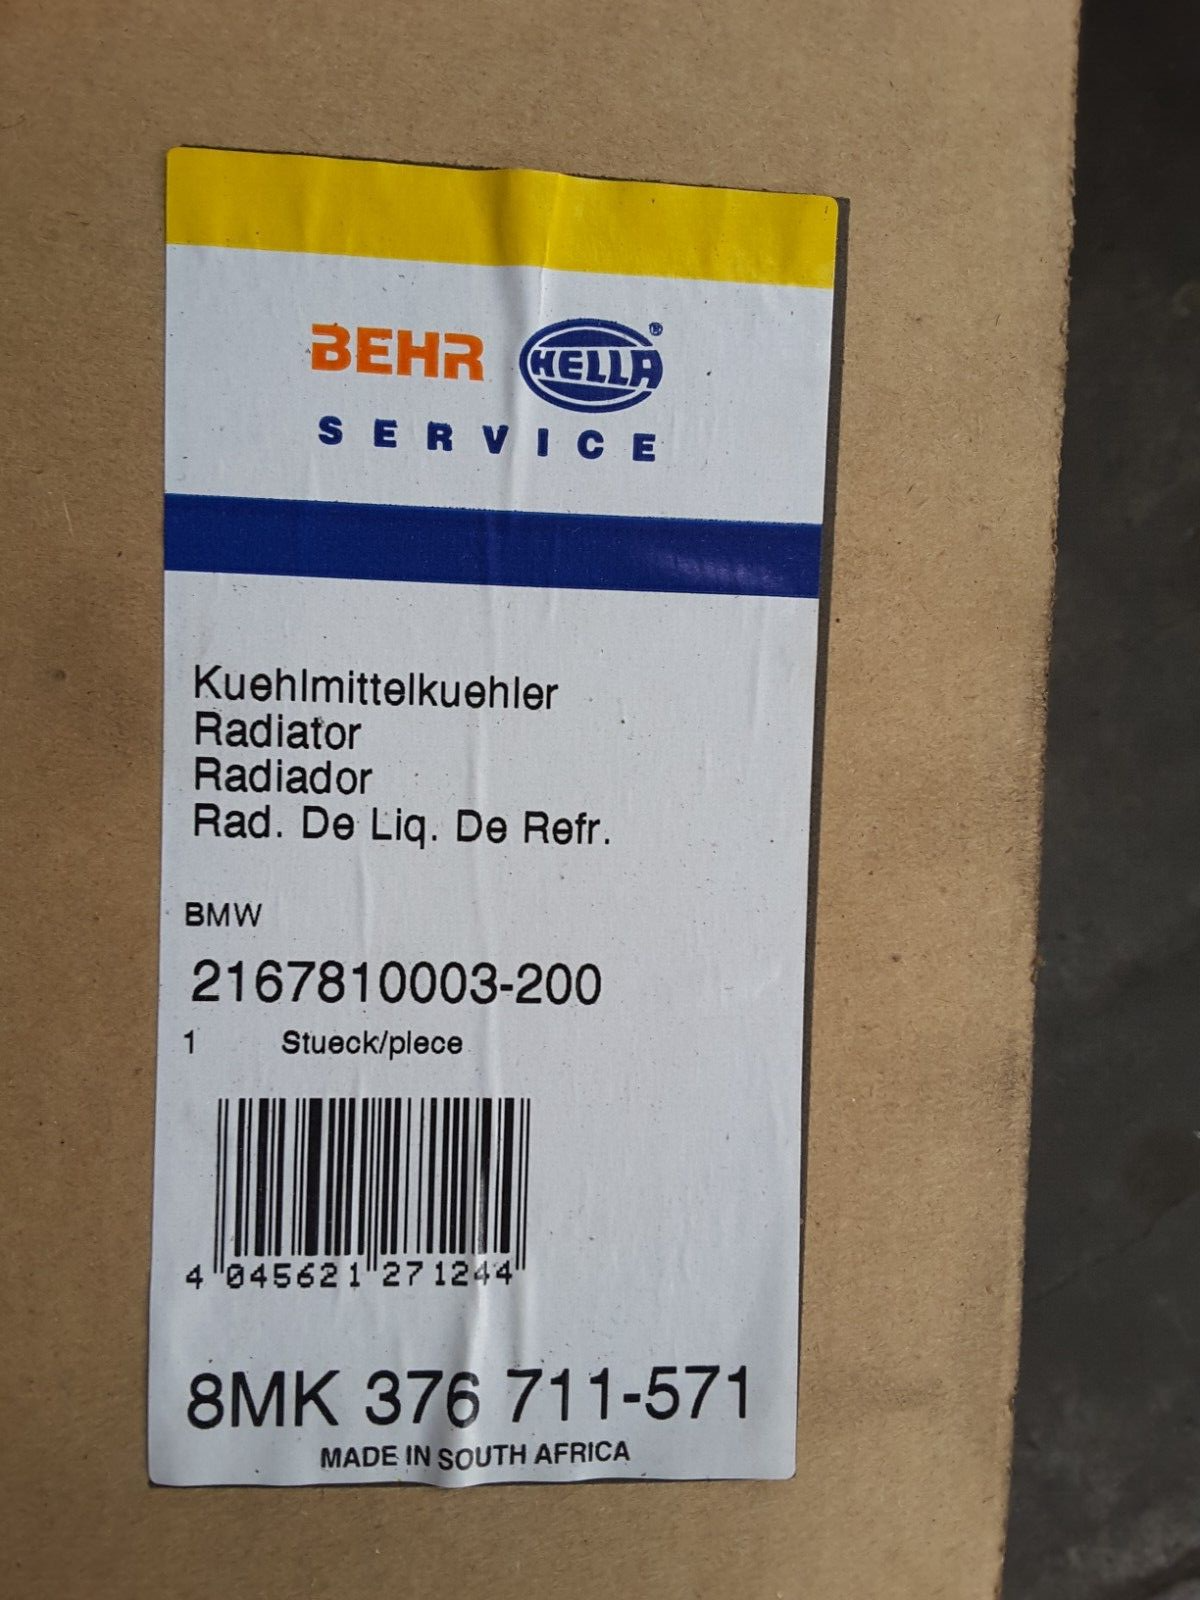 BEHR HELLA ®
SERVICE
Kuehlmittelkuehler
Radiator
Radiador
Rad. De Liq. De Refr.
BMW
2167810003-200
1 Stueck/piece
4 045621 271244
8MK 376 711-571
MADE IN SOUTH AFRICA